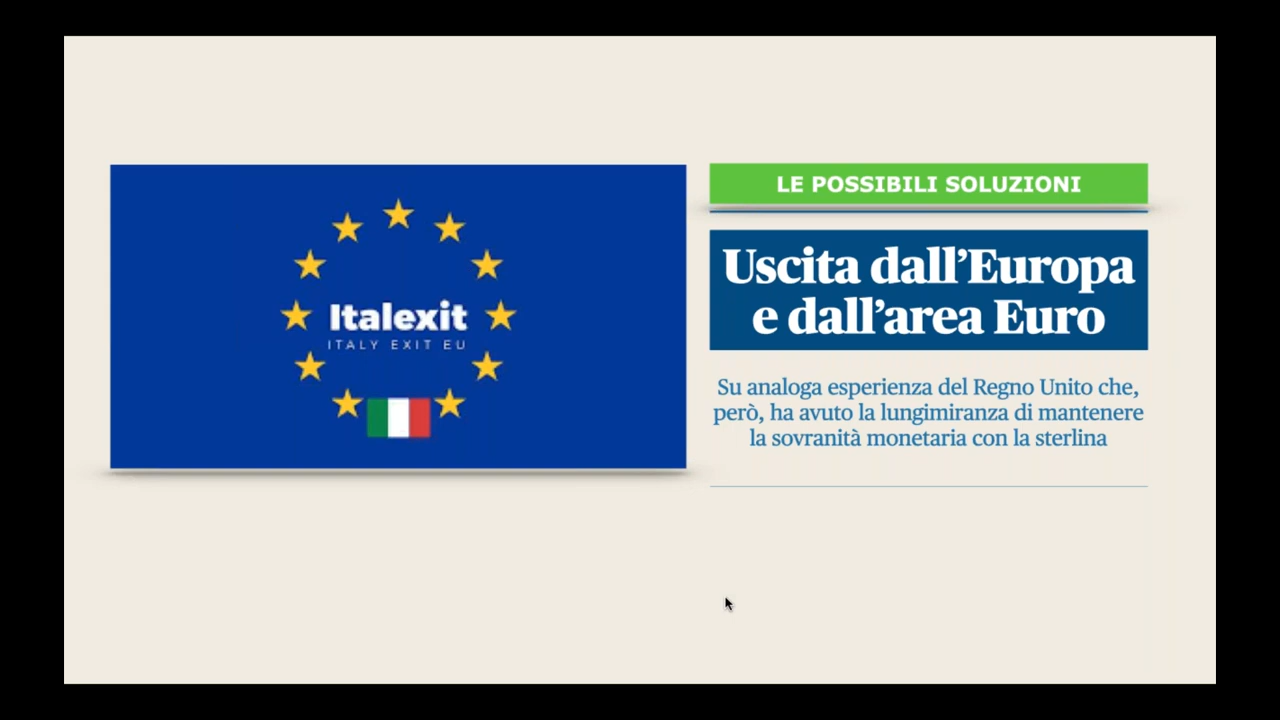 Italexit
ITALY EXIT EU
LE POSSIBILI SOLUZIONI
Uscita dall’Europa
e dall’area Euro
Su analoga esperienza del Regno Unito che,
però, ha avuto la lungimiranza di mantenere
la sovranità monetaria con la sterlina